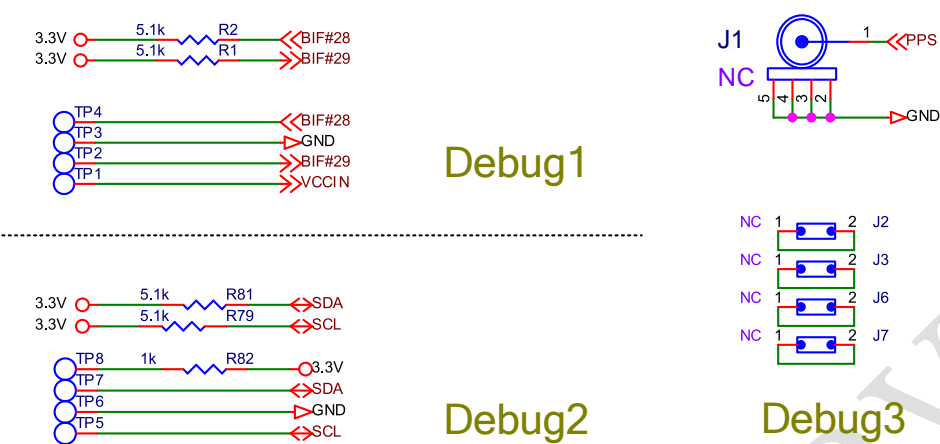 3.3V 5.1k R2 BIF#28
3.3V 5.1k R1 BIF#29
TP4 BIF#28
TP3 GND
TP2 BIF#29
TP1 VCCIN
Debug1
J1 1 PPS
NC
5 4 3 2
GND
NC 1 2 J2
NC 1 2 J3
NC 1 2 J6
NC 1 2 J7
Debug3
3.3V 5.1k R81 SDA
3.3V 5.1k R79 SCL
TP8 1k R82 3.3V
TP7 SDA
TP6 GND
TP5 SCL
Debug2